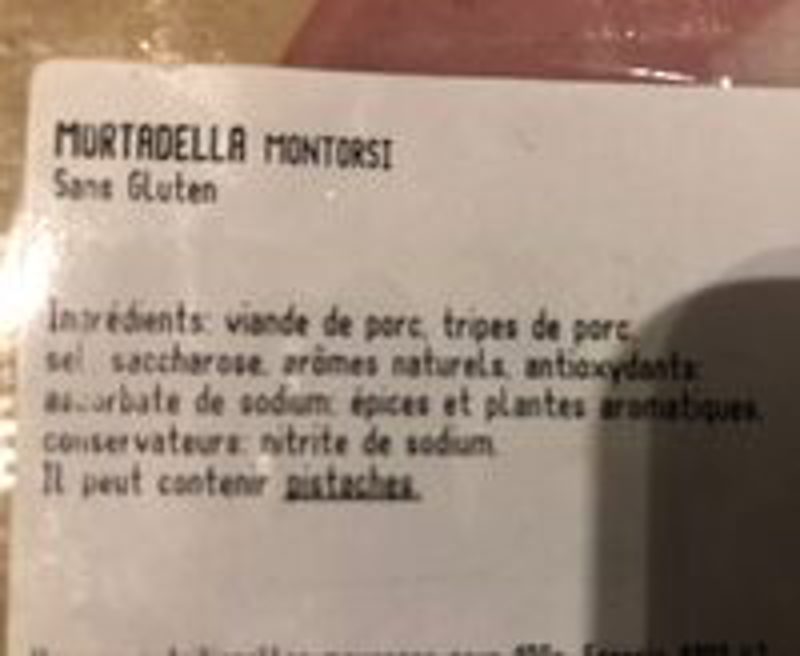 MORTADELLA MONTORSI
Sans Gluten
Ingrédients: viande de porc, tripes de porc,
sel, saccharose, arômes naturels, antioxydants:
ascorbate de sodium; épices et plantes aromatiques,
conservateurs: nitrite de sodium.
Il peut contenir pistaches.